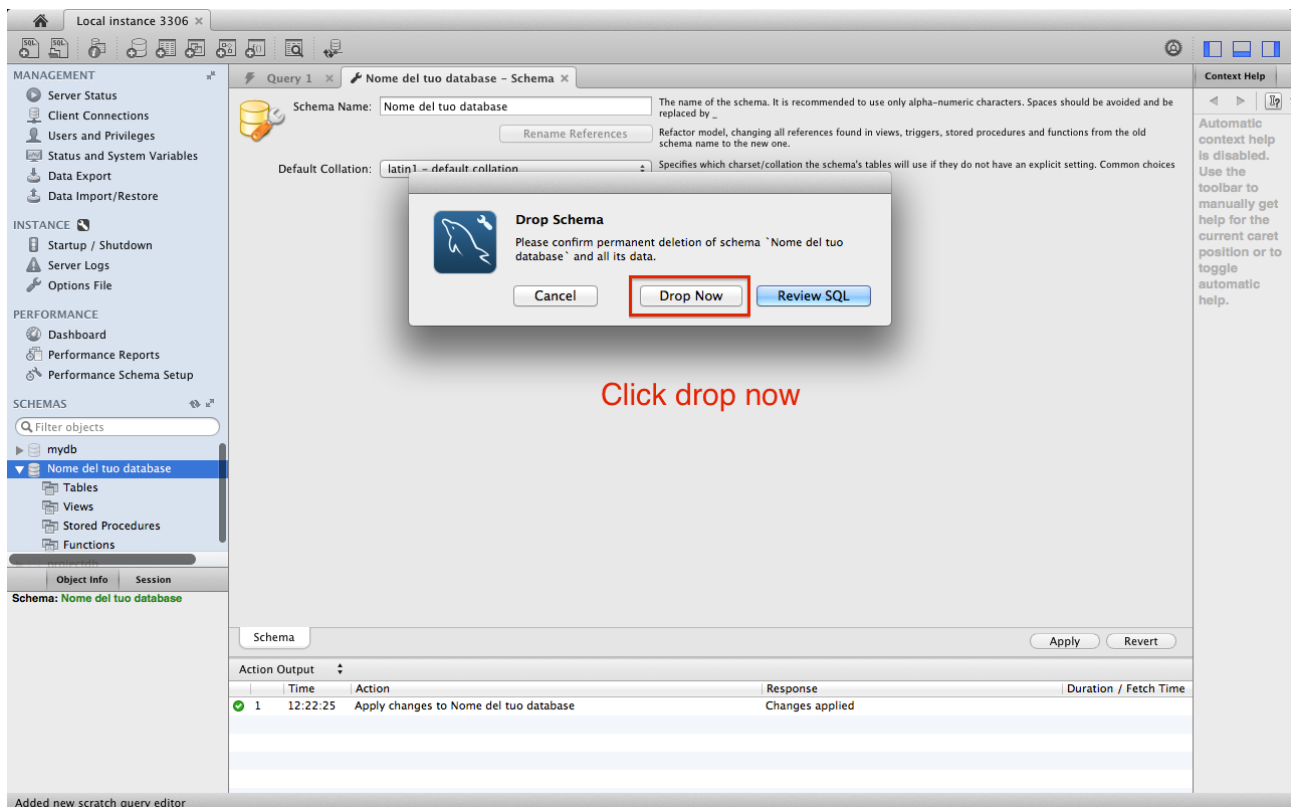 Local instance 3306 ×
SQL SQL
MANAGEMENT
Server Status
Client Connections
Users and Privileges
Status and System Variables
Data Export
Data Import/Restore
INSTANCE
Startup / Shutdown
Server Logs
Options File
PERFORMANCE
Dashboard
Performance Reports
Performance Schema Setup
SCHEMAS
Filter objects
mydb
Nome del tuo database
Tables
Views
Stored Procedures
Functions
Object Info Session
Schema: Nome del tuo database
Query 1 × Nome del tuo database – Schema ×
Schema Name: Nome del tuo database
The name of the schema. It is recommended to use only alpha-numeric characters. Spaces should be avoided and be
replaced by _
Rename References
Refactor model, changing all references found in views, triggers, stored procedures and functions from the old
schema name to the new one.
Default Collation: latin1 – default collation
Specifies which charset/collation the schema's tables will use if they do not have an explicit setting. Common choices
Drop Schema
Please confirm permanent deletion of schema `Nome del tuo
database` and all its data.
Cancel Drop Now Review SQL
Click drop now
Schema
Apply Revert
Action Output
Time Action Response Duration / Fetch Time
1 12:22:25 Apply changes to Nome del tuo database Changes applied
Context Help
Automatic
context help
is disabled.
Use the
toolbar to
manually get
help for the
current caret
position or to
toggle
automatic
help.
Added new scratch query editor